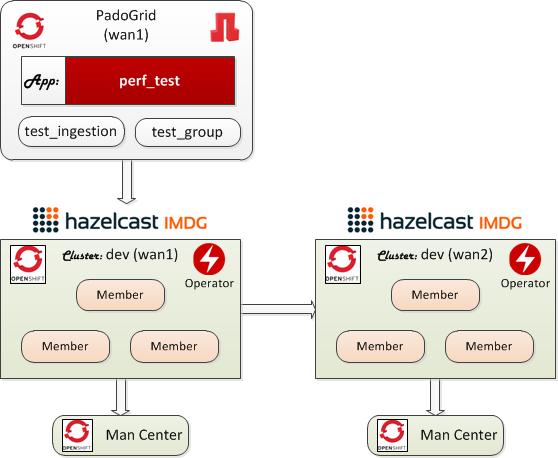 PadoGrid
(wan1)
OPENSHIFT
App: perf_test
test_ingestion test_group
hazelcast IMDG
OPENSHIFT
Cluster: dev (wan1)
Operator
Member
Member Member
OPENSHIFT
Man Center
hazelcast IMDG
OPENSHIFT
Cluster: dev (wan2)
Operator
Member
Member Member
OPENSHIFT
Man Center